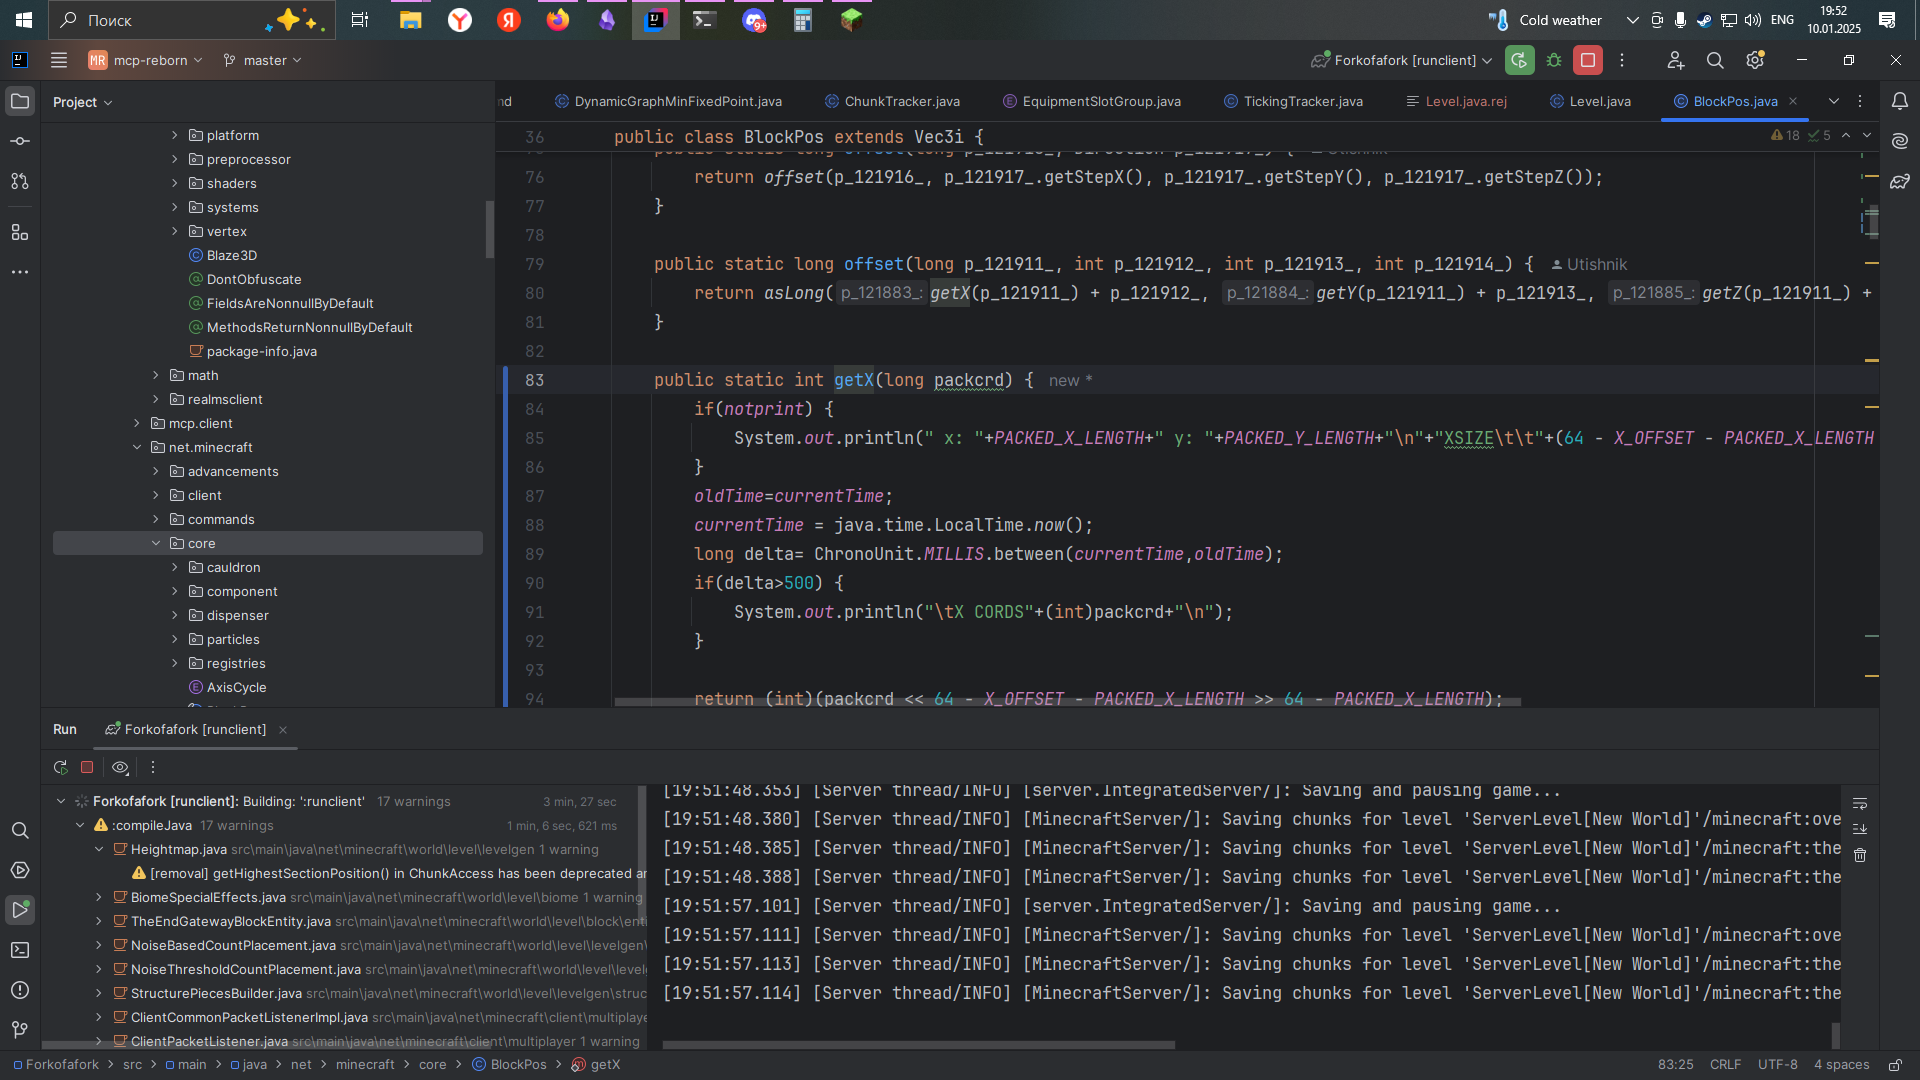 Поиск
9+
Cold weather
ENG
19:52
10.01.2025
MR mcp-reborn
master
Forkofafork [runclient]
Project
nd
DynamicGraphMinFixedPoint.java
ChunkTracker.java
EquipmentSlotGroup.java
TickingTracker.java
Level.java.rej
Level.java
BlockPos.java
platform
preprocessor
shaders
systems
vertex
Blaze3D
DontObfuscate
FieldsAreNonnullByDefault
MethodsReturnNonnullByDefault
package-info.java
math
realmsclient
mcp.client
net.minecraft
advancements
client
commands
core
cauldron
component
dispenser
particles
registries
AxisCycle
36 public class BlockPos extends Vec3i {
18 5
76 return offset(p_121916_, p_121917_.getStepX(), p_121917_.getStepY(), p_121917_.getStepZ());
77 }
78
79 public static long offset(long p_121911_, int p_121912_, int p_121913_, int p_121914_) { Utishnik
80 return asLong( p_121883_: getX(p_121911_) + p_121912_, p_121884_: getY(p_121911_) + p_121913_, p_121885_: getZ(p_121911_) +
81 }
82
83 public static int getX(long packcrd) { new *
84 if(notprint) {
85 System.out.println(" x: "+PACKED_X_LENGTH+" y: "+PACKED_Y_LENGTH+"\n"+"XSIZE\t\t"+(64 - X_OFFSET - PACKED_X_LENGTH
86 }
87 oldTime=currentTime;
88 currentTime = java.time.LocalTime.now();
89 long delta= ChronoUnit.MILLIS.between(currentTime,oldTime);
90 if(delta>500) {
91 System.out.println("\tX CORDS"+(int)packcrd+"\n");
92 }
93
94 return (int)(packcrd << 64 - X_OFFSET - PACKED_X_LENGTH >> 64 - PACKED_X_LENGTH);
Run
Forkofafork [runclient]
Forkofafork [runclient]: Building: ':runclient' 17 warnings 3 min, 27 sec
:compileJava 17 warnings 1 min, 6 sec, 621 ms
Heightmap.java src\main\java\net\minecraft\world\level\levelgen 1 warning
[removal] getHighestSectionPosition() in ChunkAccess has been deprecated an
BiomeSpecialEffects.java src\main\java\net\minecraft\world\level\biome 1 warning
TheEndGatewayBlockEntity.java src\main\java\net\minecraft\world\level\block\enti
NoiseBasedCountPlacement.java src\main\java\net\minecraft\world\level\levelgen\
NoiseThresholdCountPlacement.java src\main\java\net\minecraft\world\level\level
StructurePiecesBuilder.java src\main\java\net\minecraft\world\level\levelgen\struc
ClientCommonPacketListenerImpl.java src\main\java\net\minecraft\client\multiplaye
ClientPacketListener.java src\main\java\net\minecraft\client\multiplayer 1 warning
[19:51:48.353] [Server thread/INFO] [server.IntegratedServer/]: Saving and pausing game...
[19:51:48.380] [Server thread/INFO] [MinecraftServer/]: Saving chunks for level 'ServerLevel[New World]'/minecraft:ove
[19:51:48.385] [Server thread/INFO] [MinecraftServer/]: Saving chunks for level 'ServerLevel[New World]'/minecraft:the
[19:51:48.388] [Server thread/INFO] [MinecraftServer/]: Saving chunks for level 'ServerLevel[New World]'/minecraft:the
[19:51:57.101] [Server thread/INFO] [server.IntegratedServer/]: Saving and pausing game...
[19:51:57.111] [Server thread/INFO] [MinecraftServer/]: Saving chunks for level 'ServerLevel[New World]'/minecraft:ove
[19:51:57.113] [Server thread/INFO] [MinecraftServer/]: Saving chunks for level 'ServerLevel[New World]'/minecraft:the
[19:51:57.114] [Server thread/INFO] [MinecraftServer/]: Saving chunks for level 'ServerLevel[New World]'/minecraft:the
Forkofafork > src > main > java > net > minecraft > core > BlockPos > getX
83:25 CRLF UTF-8 4 spaces